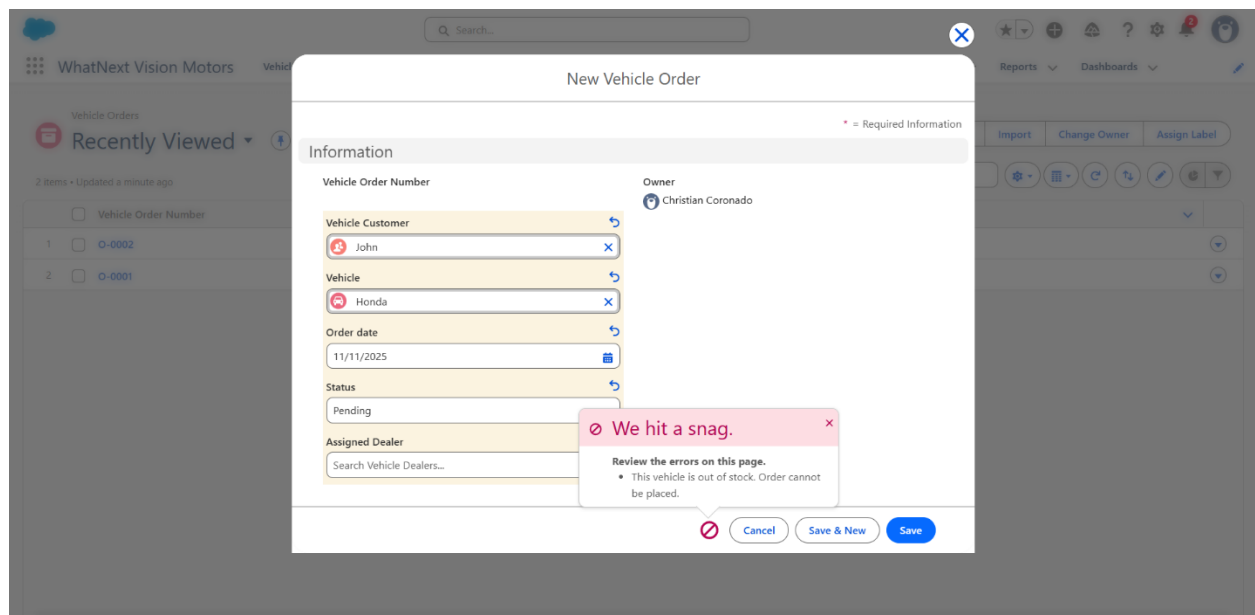 Search...
2
WhatNext Vision Motors
Reports
Dashboards
Vehicle Orders
Recently Viewed
Import
Change Owner
Assign Label
2 items • Updated a minute ago
Vehicle Order Number
1 O-0002
2 O-0001
New Vehicle Order
* = Required Information
Information
Vehicle Order Number
Owner
Christian Coronado
Vehicle Customer
John
Vehicle
Honda
Order date
11/11/2025
Status
Pending
Assigned Dealer
Search Vehicle Dealers...
We hit a snag.
Review the errors on this page.
• This vehicle is out of stock. Order cannot
be placed.
Cancel
Save & New
Save